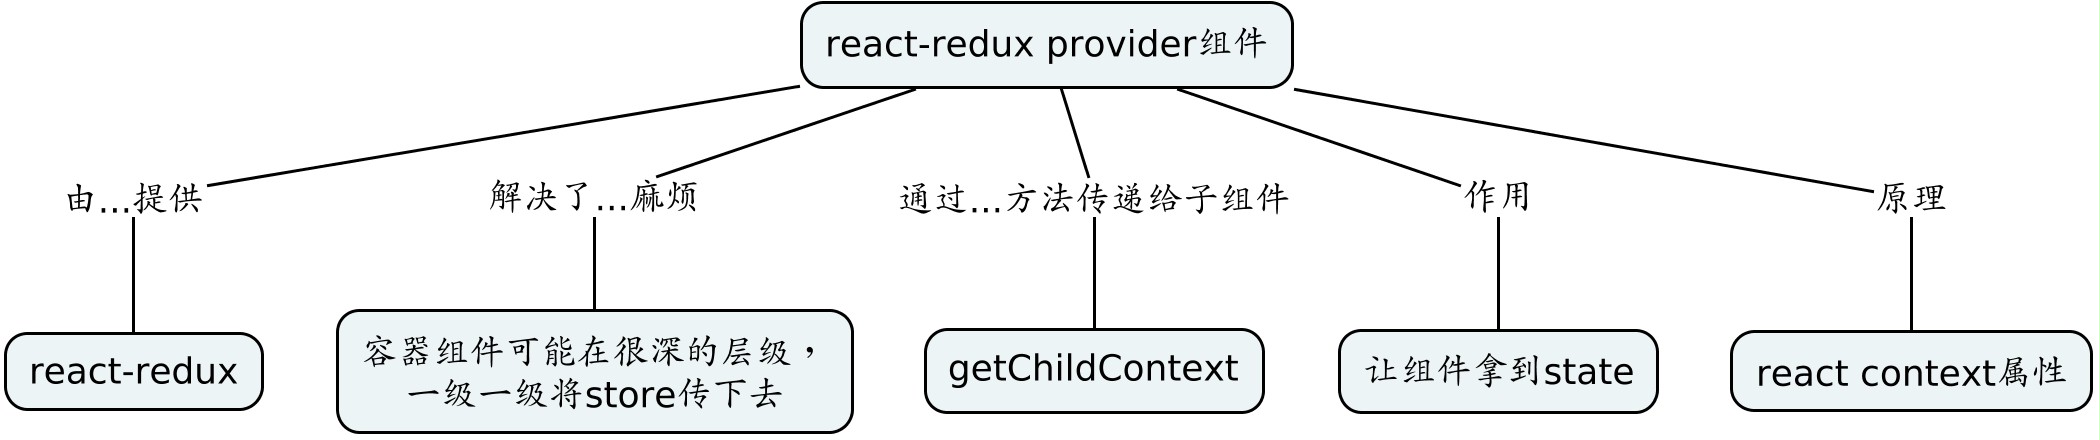 react-redux provider组件
由...提供
解决了...麻烦
通过...方法传递给子组件
作用
原理
react-redux
容器组件可能在很深的层级，
一级一级将store传下去
getChildContext
让组件拿到state
react context属性